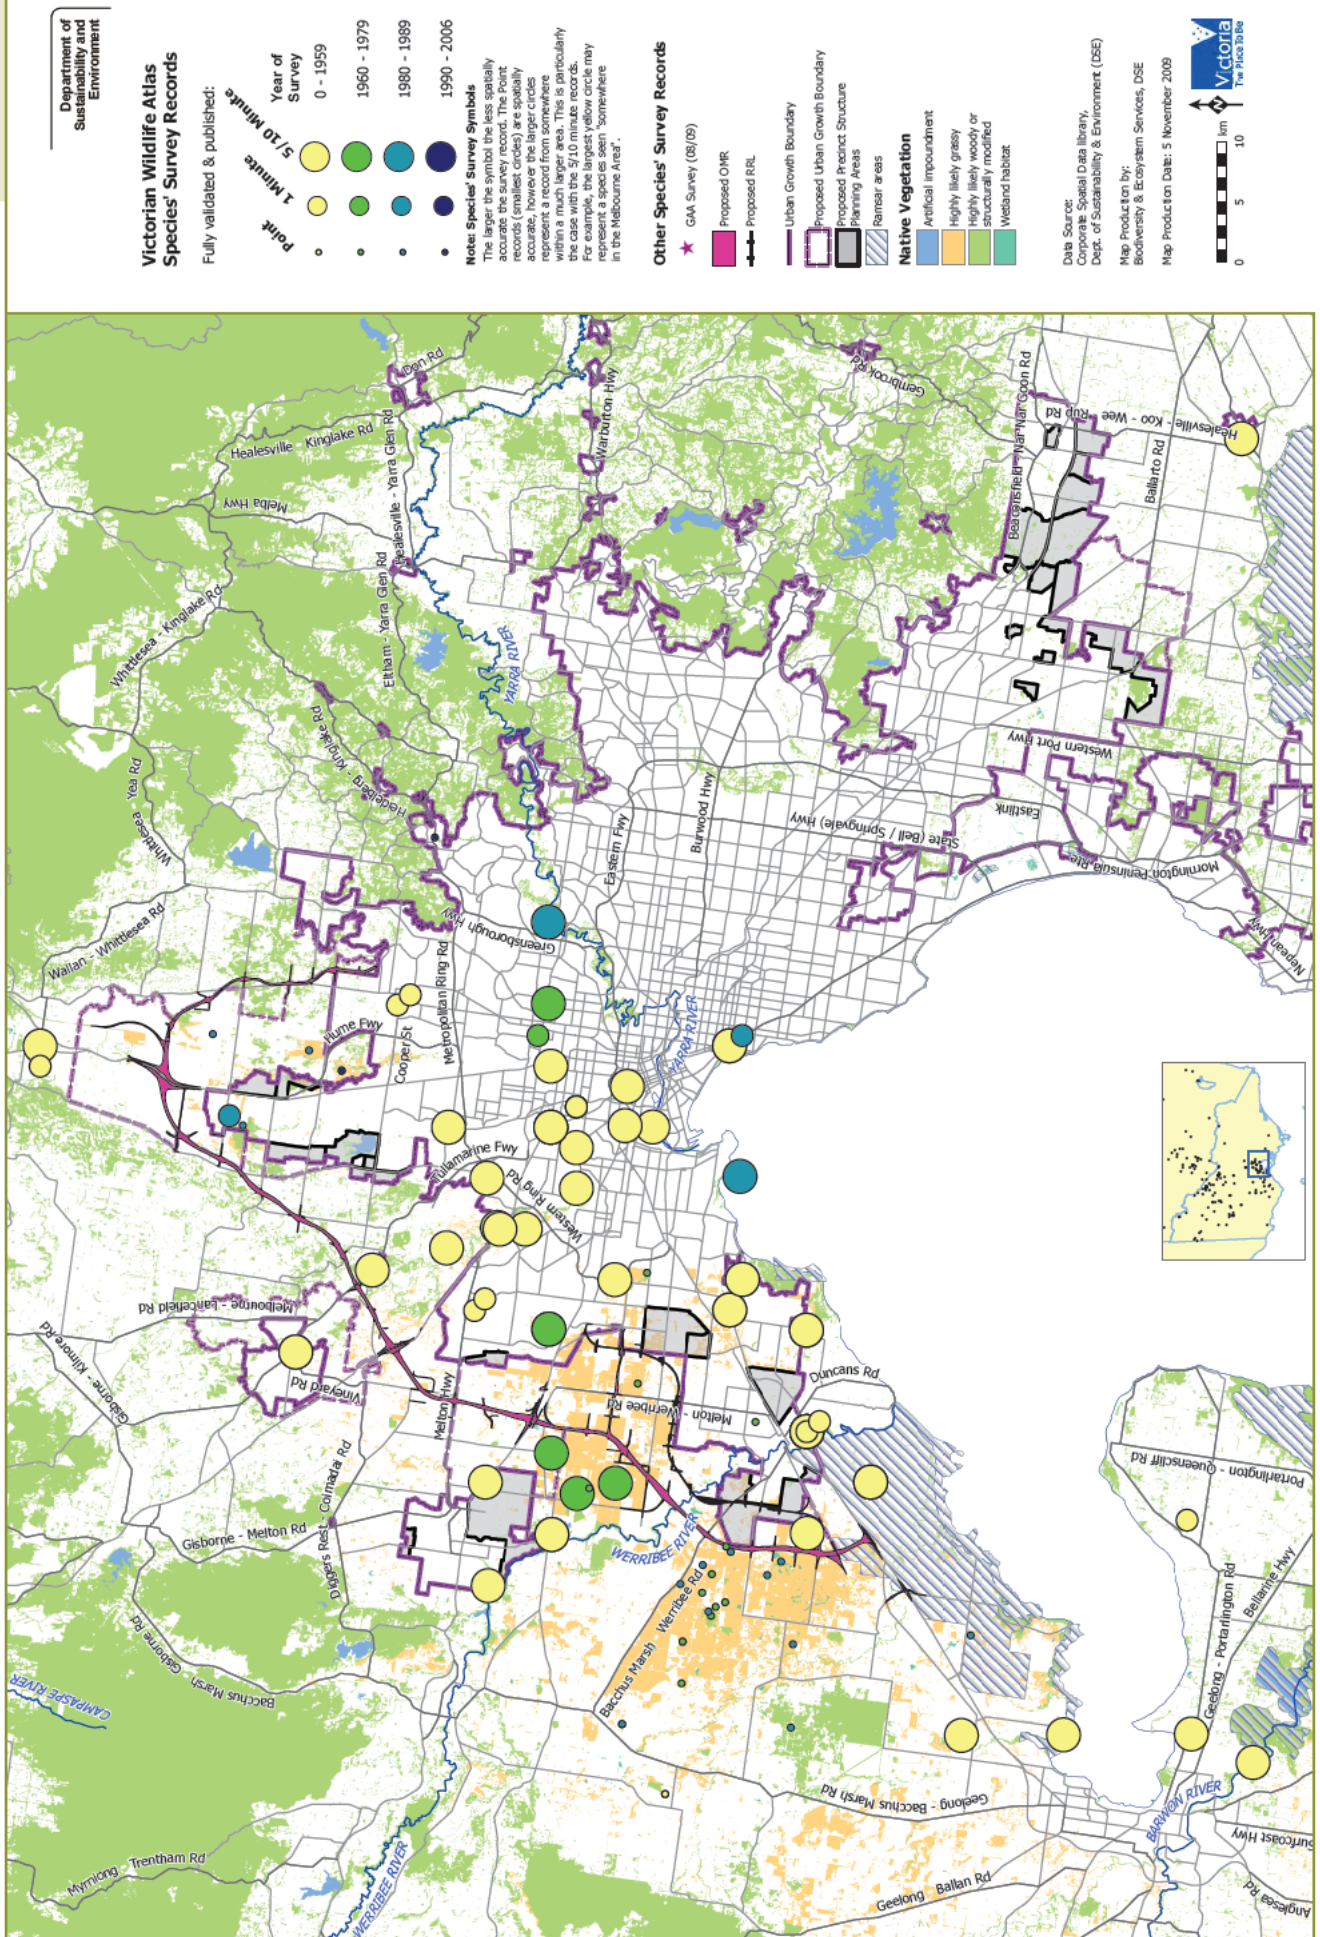 Department of
Sustainability and
Environment
Victorian Wildlife Atlas
Species' Survey Records
Fully validated & published:
Point
1 Minute
5/10 Minute
Year of
Survey
0 - 1959
1960 - 1979
1980 - 1989
1990 - 2006
Note: Species' Survey Symbols
The larger the symbol the less spatially
accurate the survey record. The Point
records (smallest circles) are spatially
accurate, however the larger circles
represent a record from somewhere
within a much larger area. This is particularly
the case with the 5/10 minute records.
For example, the largest yellow circle may
represent a species seen "somewhere
in the Melbourne Area".
Other Species' Survey Records
GAA Survey (08/09)
Proposed OMR
Proposed RRL
Urban Growth Boundary
Proposed Urban Growth Boundary
Proposed Precinct Structure
Planning Areas
Ramsar areas
Native Vegetation
Artificial impoundment
Highly likely grassy
Highly likely woody or
structurally modified
Wetland habitat
Data Source:
Corporate Spatial Data library,
Dept. of Sustainability & Environment (DSE)
Map Production by:
Biodiversity & Ecosystem Services, DSE
Map Production Date: 5 November 2009
0
5
10
km
N
Victoria
The Place To Be
Don Rd
Healesville - Kinglake Rd
Melba Hwy
Healesville - Yarra Glen Rd
Eltham - Yarra Glen Rd
Whittlesea - Kinglake Rd
Whittlesea - Yea Rd
Heidelberg - Kinglake Rd
YARRA RIVER
Warburton Hwy
Gembrook Rd
Beaconsfield - Nar Nar Goon Rd
Healesville - Koo - Wee - Rup Rd
Ballarto Rd
Western Port Hwy
Eastlink
State (Bell / Springvale) Hwy
Mornington Peninsula Rte
Nepean Hwy
Burwood Hwy
Eastern Fwy
Greensborough Hwy
Wallan - Whittlesea Rd
Metropolitan Ring Rd
Hume Fwy
Cooper St
YARRA RIVER
Tullamarine Fwy
Western Ring Rd
Melbourne - Lancefield Rd
Gisborne - Kilmore Rd
Vineyard Rd
Melton Hwy
Melton - Werribee Rd
Duncans Rd
Diggers Rest - Coimadai Rd
Gisborne - Melton Rd
WERRIBEE RIVER
Bacchus Marsh - Werribee Rd
Bacchus Marsh - Gisborne Rd
CAMPASPE RIVER
Myrniong - Trentham Rd
WERRIBEE RIVER
Geelong - Bacchus Marsh Rd
Geelong - Ballan Rd
Portarlington - Queenscliff Rd
Geelong - Portarlington Rd
Bellarine Hwy
BARWON RIVER
Surfcoast Hwy
Anglesea Rd